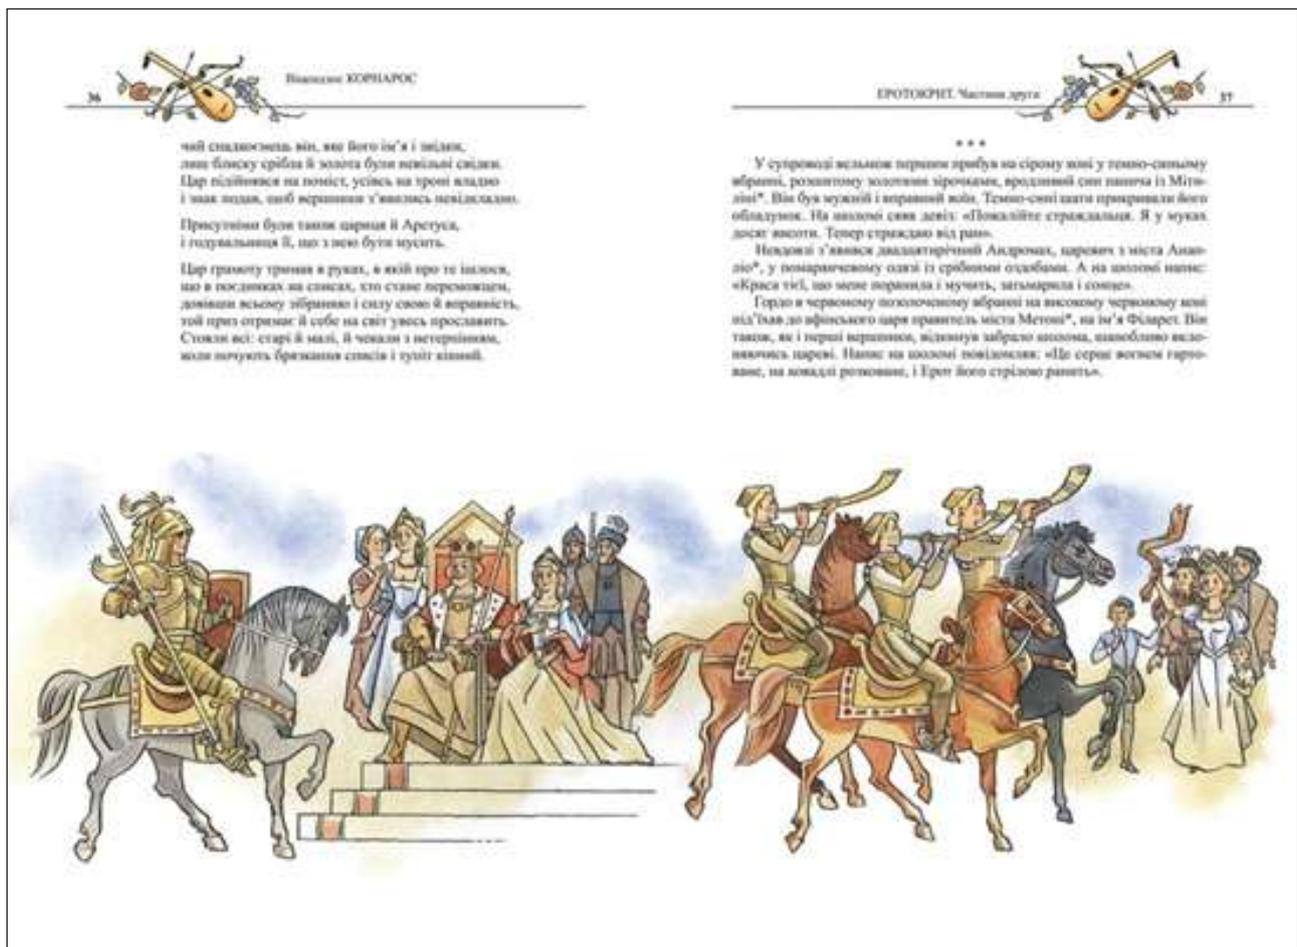 36
Віцендзос КОРНАРОС
чий спадкоємець він, яке його ім’я і звідки,
лиш блиску срібла й золота були невільні свідки.
Цар підійнявся на поміст, усівсь на троні владно
і знак подав, щоб вершники з’явились невідкладно.
Присутніми були також цариця й Аретуса,
і годувальниця її, що з нею бути мусить.
Цар грамоту тримав в руках, в якій про те ішлося,
що в поєдинках на списах, хто стане переможцем,
довівши всьому зібранню і силу свою й вправність,
той приз отримає й себе на світ увесь прославить.
Стояли всі: старі й малі, й чекали з нетерпінням,
коли почують брязкання списів і тупіт кінний.
ЕРОТОКРИТ. Частина друга
37
* * *
У супроводі вельмож першим прибув на сірому коні у темно-синьому
вбранні, розшитому золотими зірочками, вродливий син панича із Міти-
ліні*. Він був мужній і вправний воїн. Темно-сині шати прикривали його
обладунок. На шоломі сяяв девіз: «Пожалійте страждальця. Я у муках
досяг висоти. Тепер страждаю від ран».
Невдовзі з’явився двадцятирічний Андромах, царевич з міста Анап-
ліо*, у помаранчевому одязі із срібними оздобами. А на шоломі напис:
«Краса тієї, що мене поранила і мучить, затьмарила і сонце».
Гордо в червоному позолоченому вбранні на високому червоному коні
під’їхав до афінського царя правитель міста Метоні*, на ім’я Філарет. Він
також, як і перші вершники, відкинув забрало шолома, шанобливо вкло-
няючись цареві. Напис на шоломі повідомляв: «Це серце вогнем гарто-
ване, на ковадлі розковане, і Ерот його стрілою ранить».